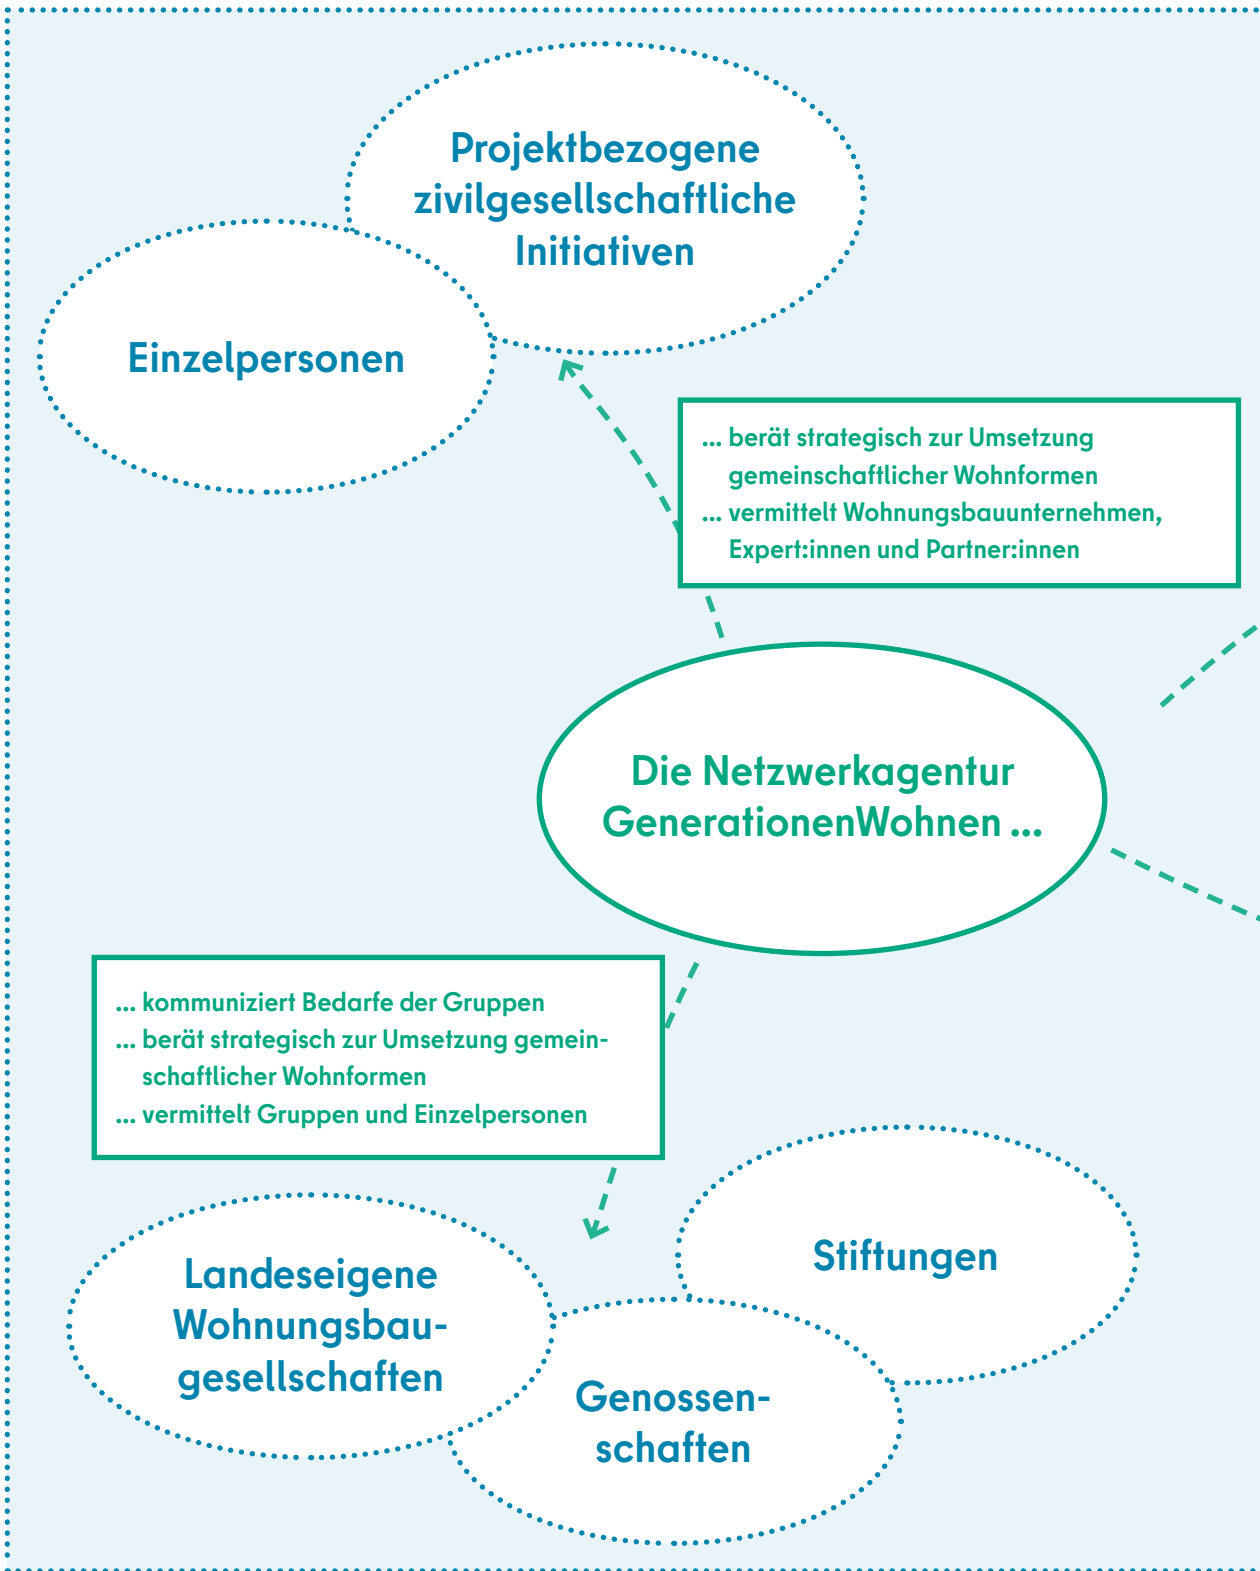 Projektbezogene
zivilgesellschaftliche
Initiativen
Einzelpersonen
... berät strategisch zur Umsetzung
gemeinschaftlicher Wohnformen
... vermittelt Wohnungsbauunternehmen,
Expert:innen und Partner:innen
Die Netzwerkagentur
GenerationenWohnen ...
... kommuniziert Bedarfe der Gruppen
... berät strategisch zur Umsetzung gemein-
schaftlicher Wohnformen
... vermittelt Gruppen und Einzelpersonen
Stiftungen
Landeseigene
Wohnungsbau-
gesellschaften
Genossen-
schaften